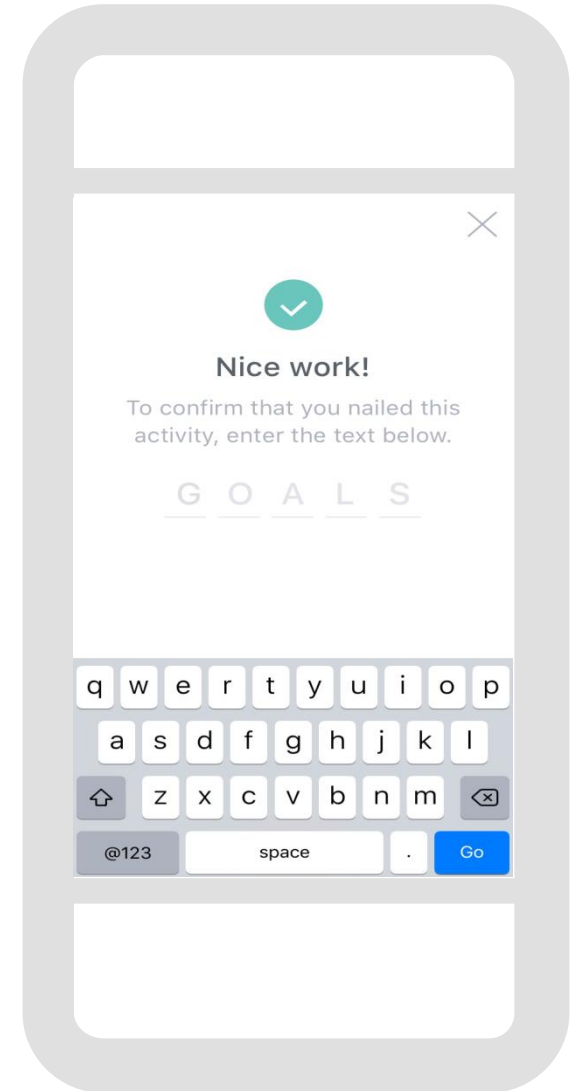 Nice work!
To confirm that you nailed this
activity, enter the text below.
G O A L S
q w e r t y u i o p
a s d f g h j k l
z x c v b n m
@123 space . Go